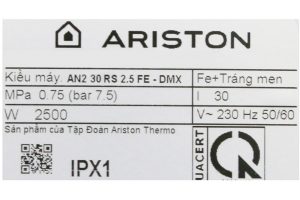 ARISTON
Kiểu máy. AN2 30 RS 2.5 FE - DMX Fe+Tráng men
MPa 0.75 (bar 7.5) l 30
W 2500 V~ 230 Hz 50/60
Sản phẩm của Tập Đoàn Ariston Thermo
IPX1
QUACERT